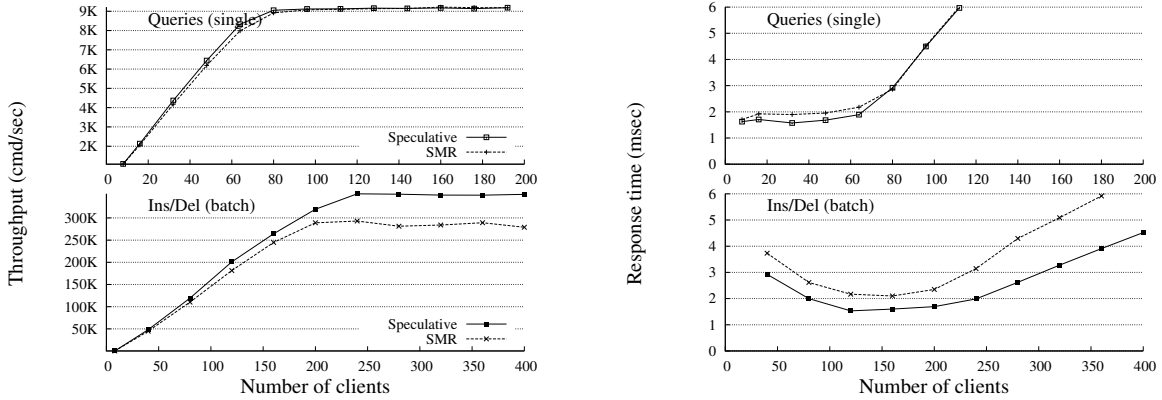 Throughput (cmd/sec)
Queries (single)
9K
8K
7K
6K
5K
4K
3K
2K
Speculative
SMR
0 20 40 60 80 100 120 140 160 180 200
Ins/Del (batch)
300K
250K
200K
150K
100K
50K
Speculative
SMR
0 50 100 150 200 250 300 350 400
Number of clients
Response time (msec)
Queries (single)
6
5
4
3
2
1
0
0 20 40 60 80 100 120 140 160 180 200
Ins/Del (batch)
6
5
4
3
2
1
0
0 50 100 150 200 250 300 350 400
Number of clients